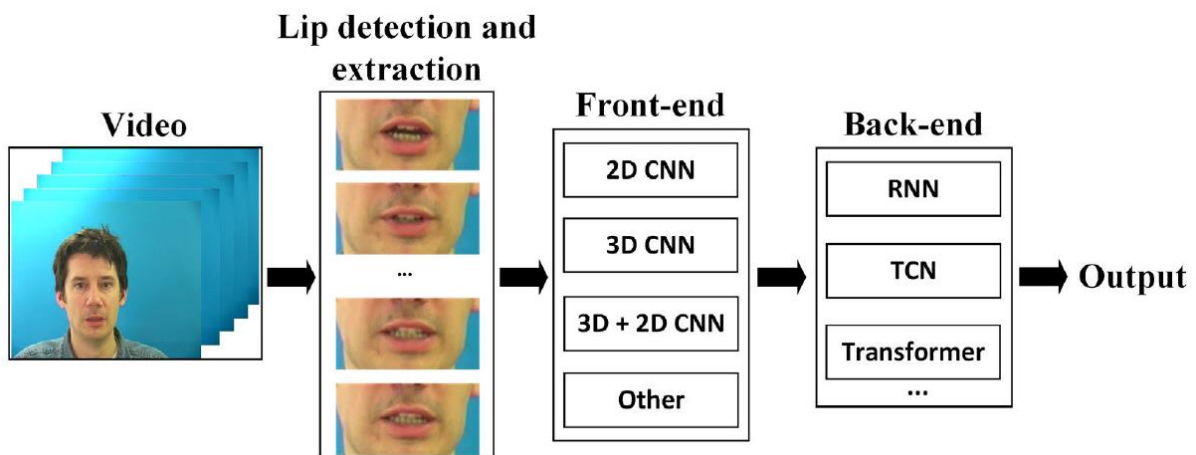 Video
Lip detection and
extraction
...
Front-end
2D CNN
3D CNN
3D + 2D CNN
Other
Back-end
RNN
TCN
Transformer
...
Output